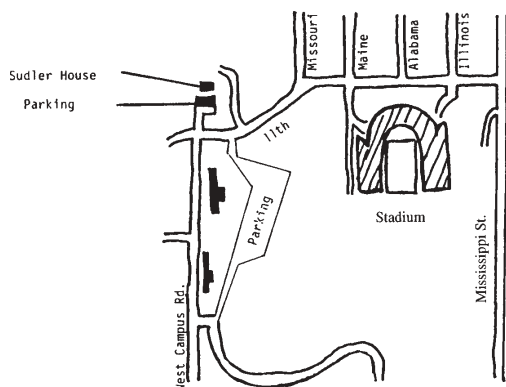 Sudler House
Parking
Missouri
Maine
Alabama
Illinois
11th
Parking
Stadium
Mississippi St.
West Campus Rd.